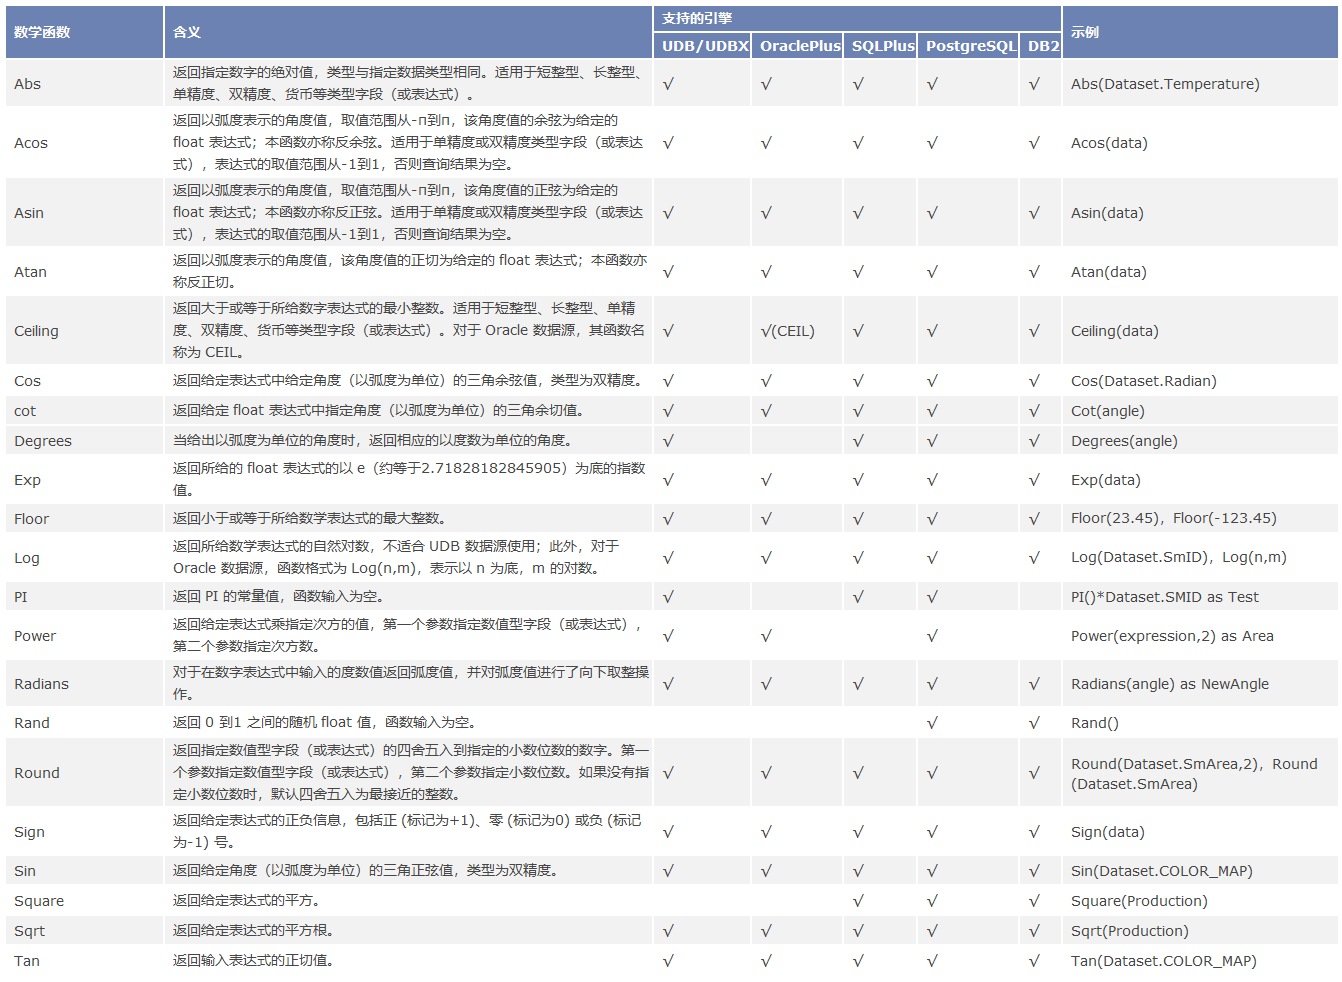 数学函数 含义 支持的引擎 示例
UDB/UDBX OraclePlus SQLPlus PostgreSQL DB2
Abs 返回指定数字的绝对值，类型与指定数据类型相同。适用于短整型、长整型、
单精度、双精度、货币等类型字段（或表达式）。 √ √ √ √ √ Abs(Dataset.Temperature)
返回以弧度表示的角度值，取值范围从-π到π，该角度值的余弦为给定的
Acos float 表达式；本函数亦称反余弦。适用于单精度或双精度类型字段（或表达 √ √ √ √ √ Acos(data)
式），表达式的取值范围从-1到1，否则查询结果为空。
返回以弧度表示的角度值，取值范围从-π到π，该角度值的正弦为给定的
Asin float 表达式；本函数亦称反正弦。适用于单精度或双精度类型字段（或表达 √ √ √ √ √ Asin(data)
式），表达式的取值范围从-1到1，否则查询结果为空。
Atan 返回以弧度表示的角度值，该角度值的正切为给定的 float 表达式；本函数亦
称反正切。 √ √ √ √ √ Atan(data)
返回大于或等于所给数字表达式的最小整数。适用于短整型、长整型、单精
Ceiling 度、双精度、货币等类型字段（或表达式）。对于 Oracle 数据源，其函数名 √ √(CEIL) √ √ √ Ceiling(data)
称为 CEIL。
Cos 返回给定表达式中给定角度（以弧度为单位）的三角余弦值，类型为双精度。 √ √ √ √ √ Cos(Dataset.Radian)
cot 返回给定 float 表达式中指定角度（以弧度为单位）的三角余切值。 √ √ √ √ √ Cot(angle)
Degrees 当给出以弧度为单位的角度时，返回相应的以度数为单位的角度。 √ √ √ √ Degrees(angle)
Exp 返回所给的 float 表达式的以 e（约等于2.71828182845905）为底的指数
值。 √ √ √ √ √ Exp(data)
Floor 返回小于或等于所给数学表达式的最大整数。 √ √ √ √ √ Floor(23.45)，Floor(-123.45)
Log 返回所给数学表达式的自然对数，不适合 UDB 数据源使用；此外，对于
Oracle 数据源，函数格式为 Log(n,m)，表示以 n 为底，m 的对数。 √ √ √ √ √ Log(Dataset.SmID)，Log(n,m)
PI 返回 PI 的常量值，函数输入为空。 √ √ √ PI()*Dataset.SMID as Test
Power 返回给定表达式乘指定次方的值，第一个参数指定数值型字段（或表达式），
第二个参数指定次方数。 √ √ √ Power(expression,2) as Area
Radians 对于在数字表达式中输入的度数值返回弧度值，并对弧度值进行了向下取整操
作。 √ √ √ √ √ Radians(angle) as NewAngle
Rand 返回 0 到1 之间的随机 float 值，函数输入为空。 √ √ Rand()
返回指定数值型字段（或表达式）的四舍五入到指定的小数位数的数字。第一
Round 个参数指定数值型字段（或表达式），第二个参数指定小数位数。如果没有指 √ √ √ √ √ Round(Dataset.SmArea,2)，Round
定小数位数时，默认四舍五入为最接近的整数。 (Dataset.SmArea)
Sign 返回给定表达式的正负信息，包括正 (标记为+1)、零 (标记为0) 或负 (标记
为-1) 号。 √ √ √ √ √ Sign(data)
Sin 返回给定角度（以弧度为单位）的三角正弦值，类型为双精度。 √ √ √ √ √ Sin(Dataset.COLOR_MAP)
Square 返回给定表达式的平方。 √ √ √ Square(Production)
Sqrt 返回给定表达式的平方根。 √ √ √ √ √ Sqrt(Production)
Tan 返回输入表达式的正切值。 √ √ √ √ √ Tan(Dataset.COLOR_MAP)